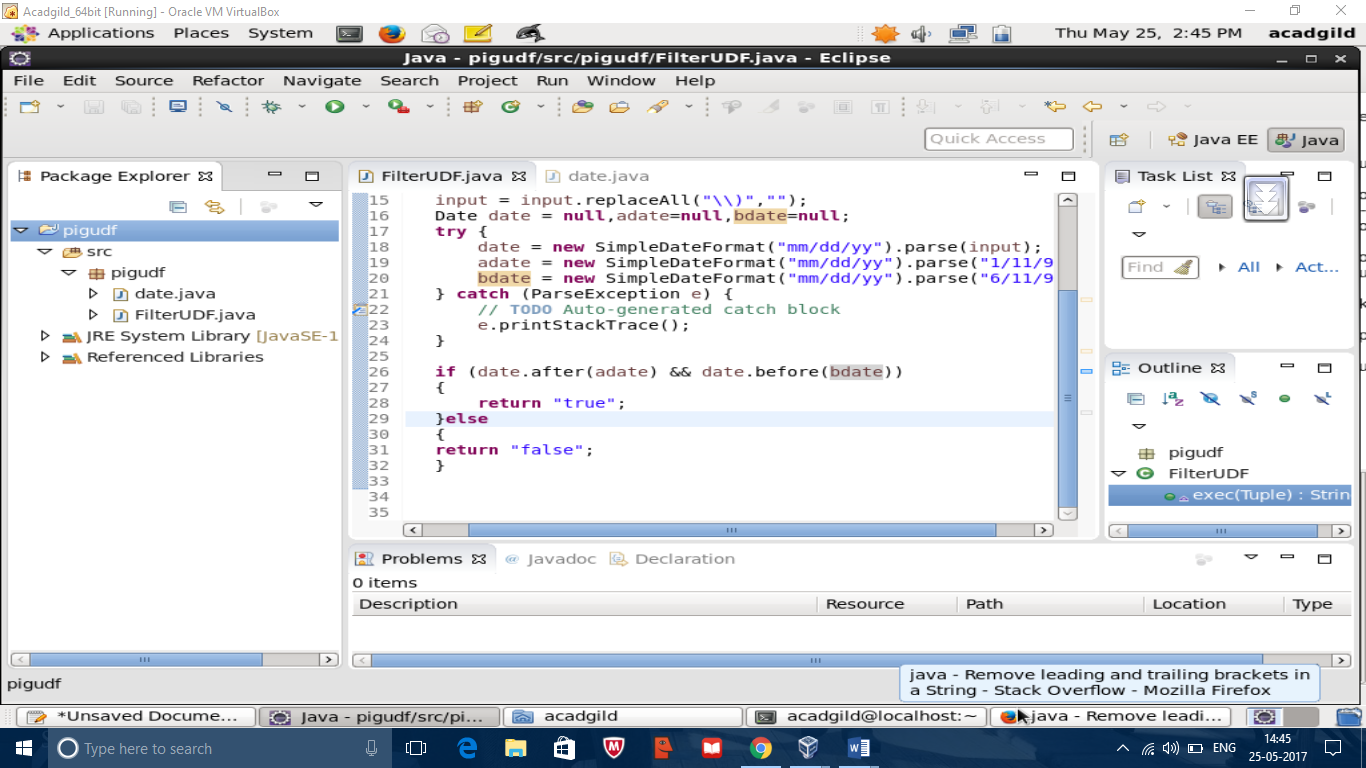 Acadgild_64bit [Running] - Oracle VM VirtualBox
Applications Places System Thu May 25, 2:45 PM acadgild
Java - pigudf/src/pigudf/FilterUDF.java - Eclipse
File Edit Source Refactor Navigate Search Project Run Window Help
Quick Access Java EE Java
Package Explorer
pigudf
src
pigudf
date.java
FilterUDF.java
JRE System Library [JavaSE-1
Referenced Libraries
FilterUDF.java date.java
15 input = input.replaceAll("\\)","");
16 Date date = null,adate=null,bdate=null;
17 try {
18 date = new SimpleDateFormat("mm/dd/yy").parse(input);
19 adate = new SimpleDateFormat("mm/dd/yy").parse("1/11/9
20 bdate = new SimpleDateFormat("mm/dd/yy").parse("6/11/9
21 } catch (ParseException e) {
22 // TODO Auto-generated catch block
23 e.printStackTrace();
24 }
25
26 if (date.after(adate) && date.before(bdate))
27 {
28 return "true";
29 }else
30 {
31 return "false";
32 }
33
34
35
Task List
Find All Act...
Outline
pigudf
FilterUDF
exec(Tuple) : Strin
Problems Javadoc Declaration
0 items
Description Resource Path Location Type
pigudf
java - Remove leading and trailing brackets in
a String - Stack Overflow - Mozilla Firefox
*Unsaved Docume... Java - pigudf/src/pi... acadgild acadgild@localhost:~ java - Remove leadi...
Type here to search
ENG
14:45
25-05-2017